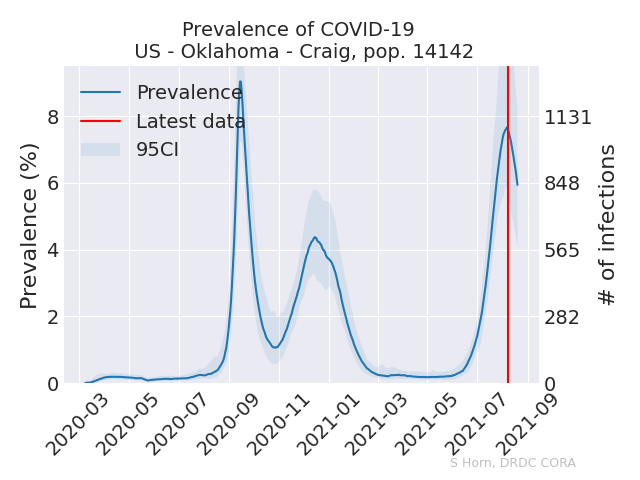 Prevalence of COVID-19
US - Oklahoma - Craig, pop. 14142
Prevalence
Latest data
95CI
Prevalence (%)
8
6
4
2
0
1131
848
565
282
0
# of infections
2020-03
2020-05
2020-07
2020-09
2020-11
2021-01
2021-03
2021-05
2021-07
2021-09
S Horn, DRDC CORA